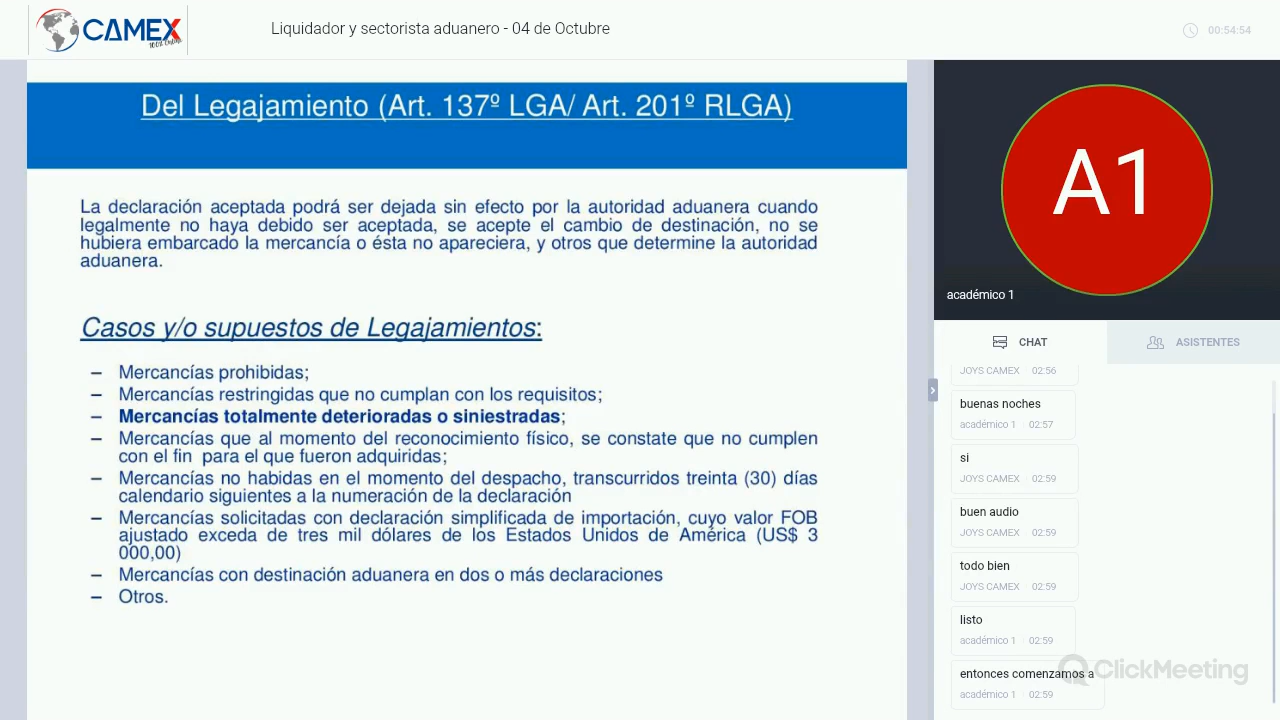 CAMEX
100% Online
Liquidador y sectorista aduanero - 04 de Octubre
00:54:54
Del Legajamiento (Art. 137º LGA/ Art. 201º RLGA)
La declaración aceptada podrá ser dejada sin efecto por la autoridad aduanera cuando
legalmente no haya debido ser aceptada, se acepte el cambio de destinación, no se
hubiera embarcado la mercancía o ésta no apareciera, y otros que determine la autoridad
aduanera.
Casos y/o supuestos de Legajamientos:
– Mercancías prohibidas;
– Mercancías restringidas que no cumplan con los requisitos;
– Mercancías totalmente deterioradas o siniestradas;
– Mercancías que al momento del reconocimiento físico, se constate que no cumplen
con el fin para el que fueron adquiridas;
– Mercancías no habidas en el momento del despacho, transcurridos treinta (30) días
calendario siguientes a la numeración de la declaración
– Mercancías solicitadas con declaración simplificada de importación, cuyo valor FOB
ajustado exceda de tres mil dólares de los Estados Unidos de América (US$ 3
000,00)
– Mercancías con destinación aduanera en dos o más declaraciones
– Otros.
A1
académico 1
CHAT
ASISTENTES
JOYS CAMEX 02:56
buenas noches
académico 1 02:57
si
JOYS CAMEX 02:59
buen audio
JOYS CAMEX 02:59
todo bien
JOYS CAMEX 02:59
listo
académico 1 02:59
entonces comenzamos a
académico 1 02:59
ClickMeeting